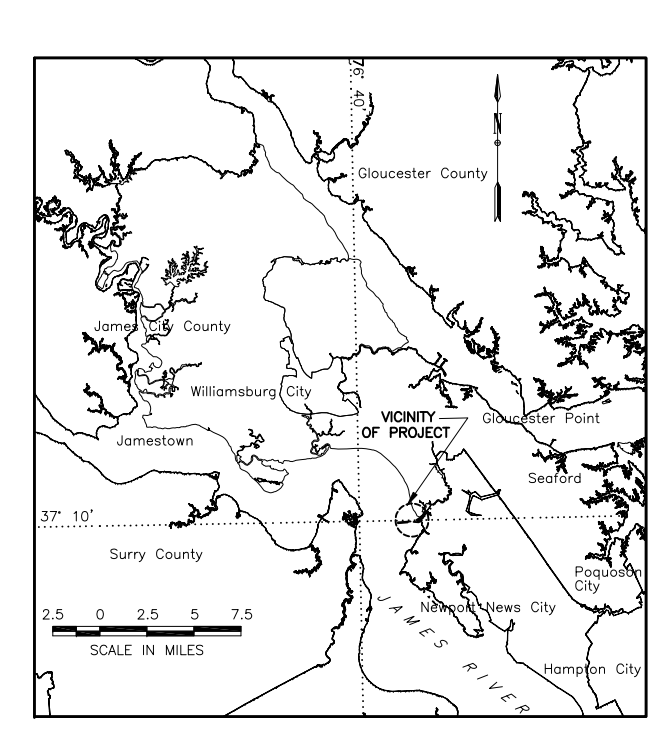 76° 40'
N
Gloucester County
James City County
Williamsburg City
VICINITY
OF PROJECT
Gloucester Point
Jamestown
Seaford
37° 10'
Surry County
Poquoson
City
Newport News City
2.5 0 2.5 5 7.5
SCALE IN MILES
JAMES RIVER
Hampton City